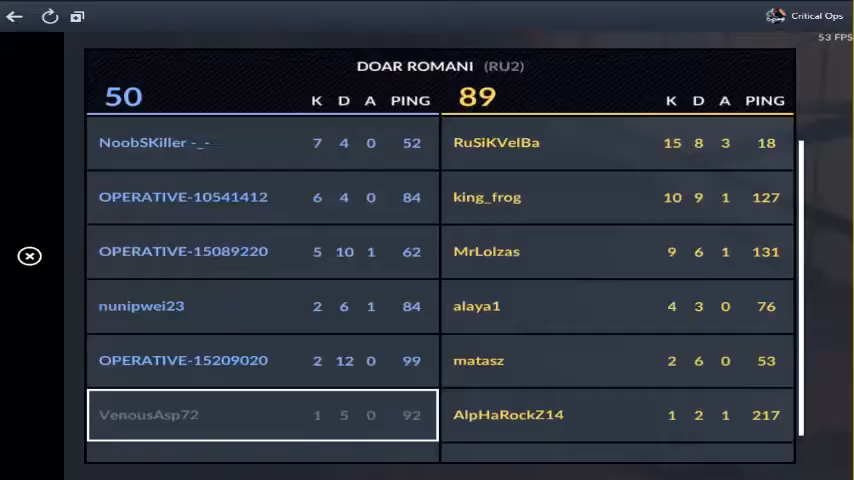 Critical Ops
53 FPS
DOAR ROMANI (RU2)
50 K D A PING 89 K D A PING
NoobSKiller -_- 7 4 0 52 RuSiKVelBa 15 8 3 18
OPERATIVE-10541412 6 4 0 84 king_frog 10 9 1 127
OPERATIVE-15089220 5 10 1 62 MrLolzas 9 6 1 131
nunipwei23 2 6 1 84 alaya1 4 3 0 76
OPERATIVE-15209020 2 12 0 99 matasz 2 6 0 53
VenousAsp72 1 5 0 92 AlpHaRockZ14 1 2 1 217